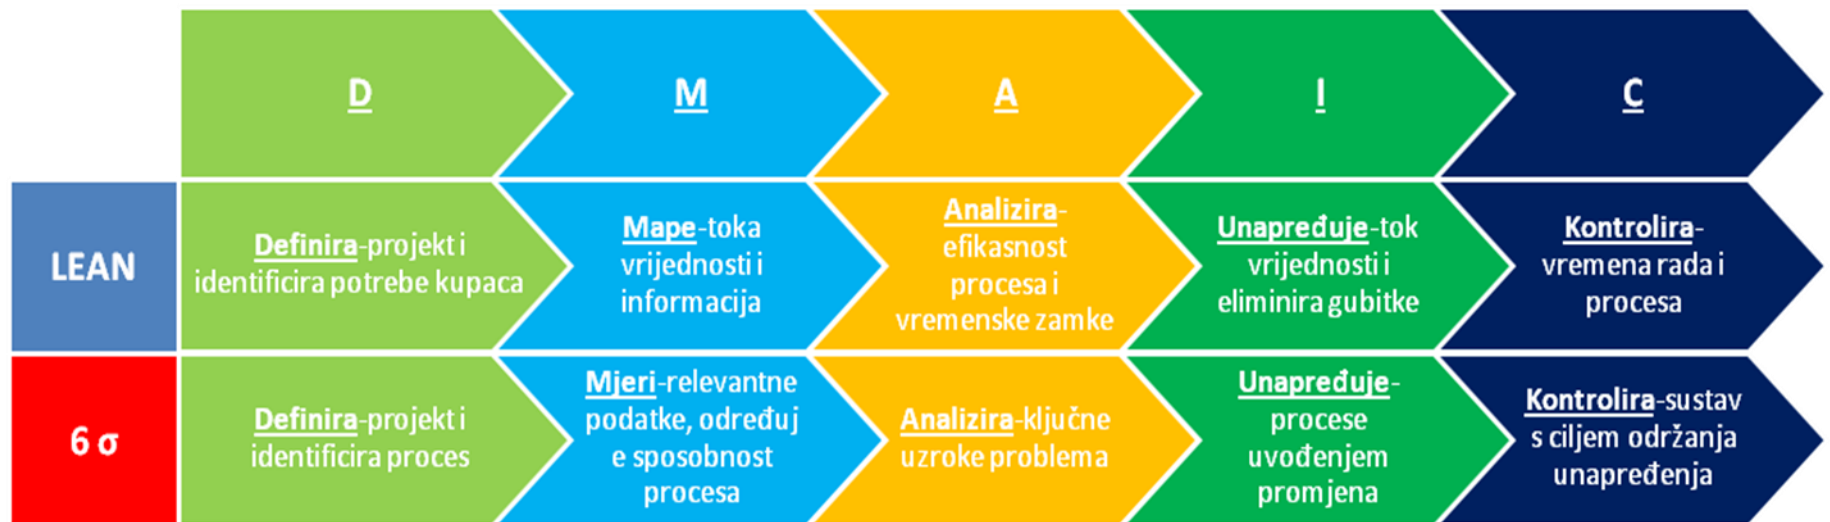 D
M
A
I
C
LEAN
Definira-projekt i
identificira potrebe kupaca
Mape-toka
vrijednosti i
informacija
Analizira-
efikasnost
procesa i
vremenske zamke
Unapređuje-tok
vrijednosti i
eliminira gubitke
Kontrolira-
vremena rada i
procesa
6 σ
Definira-projekt i
identificira proces
Mjeri-relevantne
podatke, određuj
e sposobnost
procesa
Analizira-ključne
uzroke problema
Unapređuje-
procese
uvođenjem
promjena
Kontrolira-sustav
s ciljem održanja
unapređenja